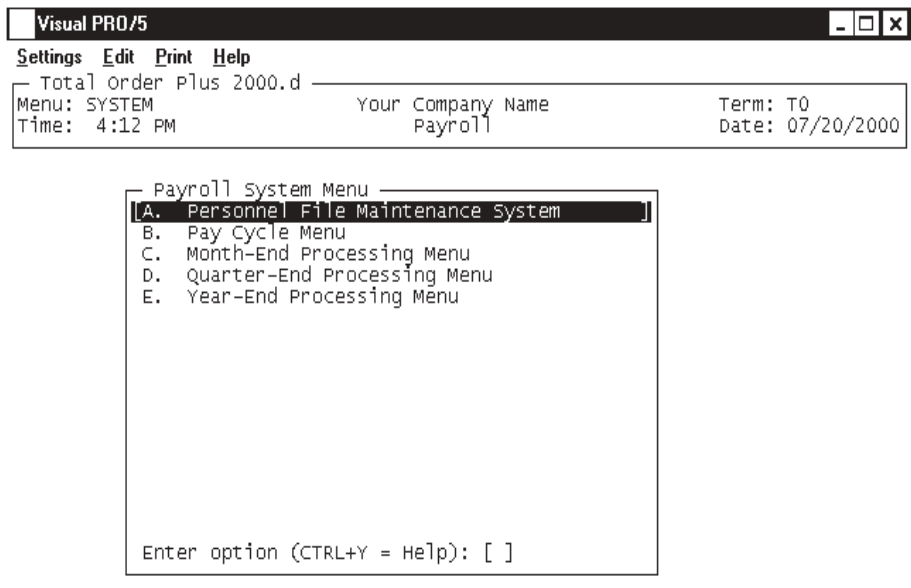 Visual PRO/5
Settings Edit Print Help
Total Order Plus 2000.d
Menu: SYSTEM Your Company Name Term: T0
Time: 4:12 PM Payroll Date: 07/20/2000
Payroll System Menu
[A. Personnel File Maintenance System ]
B. Pay Cycle Menu
C. Month-End Processing Menu
D. Quarter-End Processing Menu
E. Year-End Processing Menu
Enter option (CTRL+Y = Help): [ ]